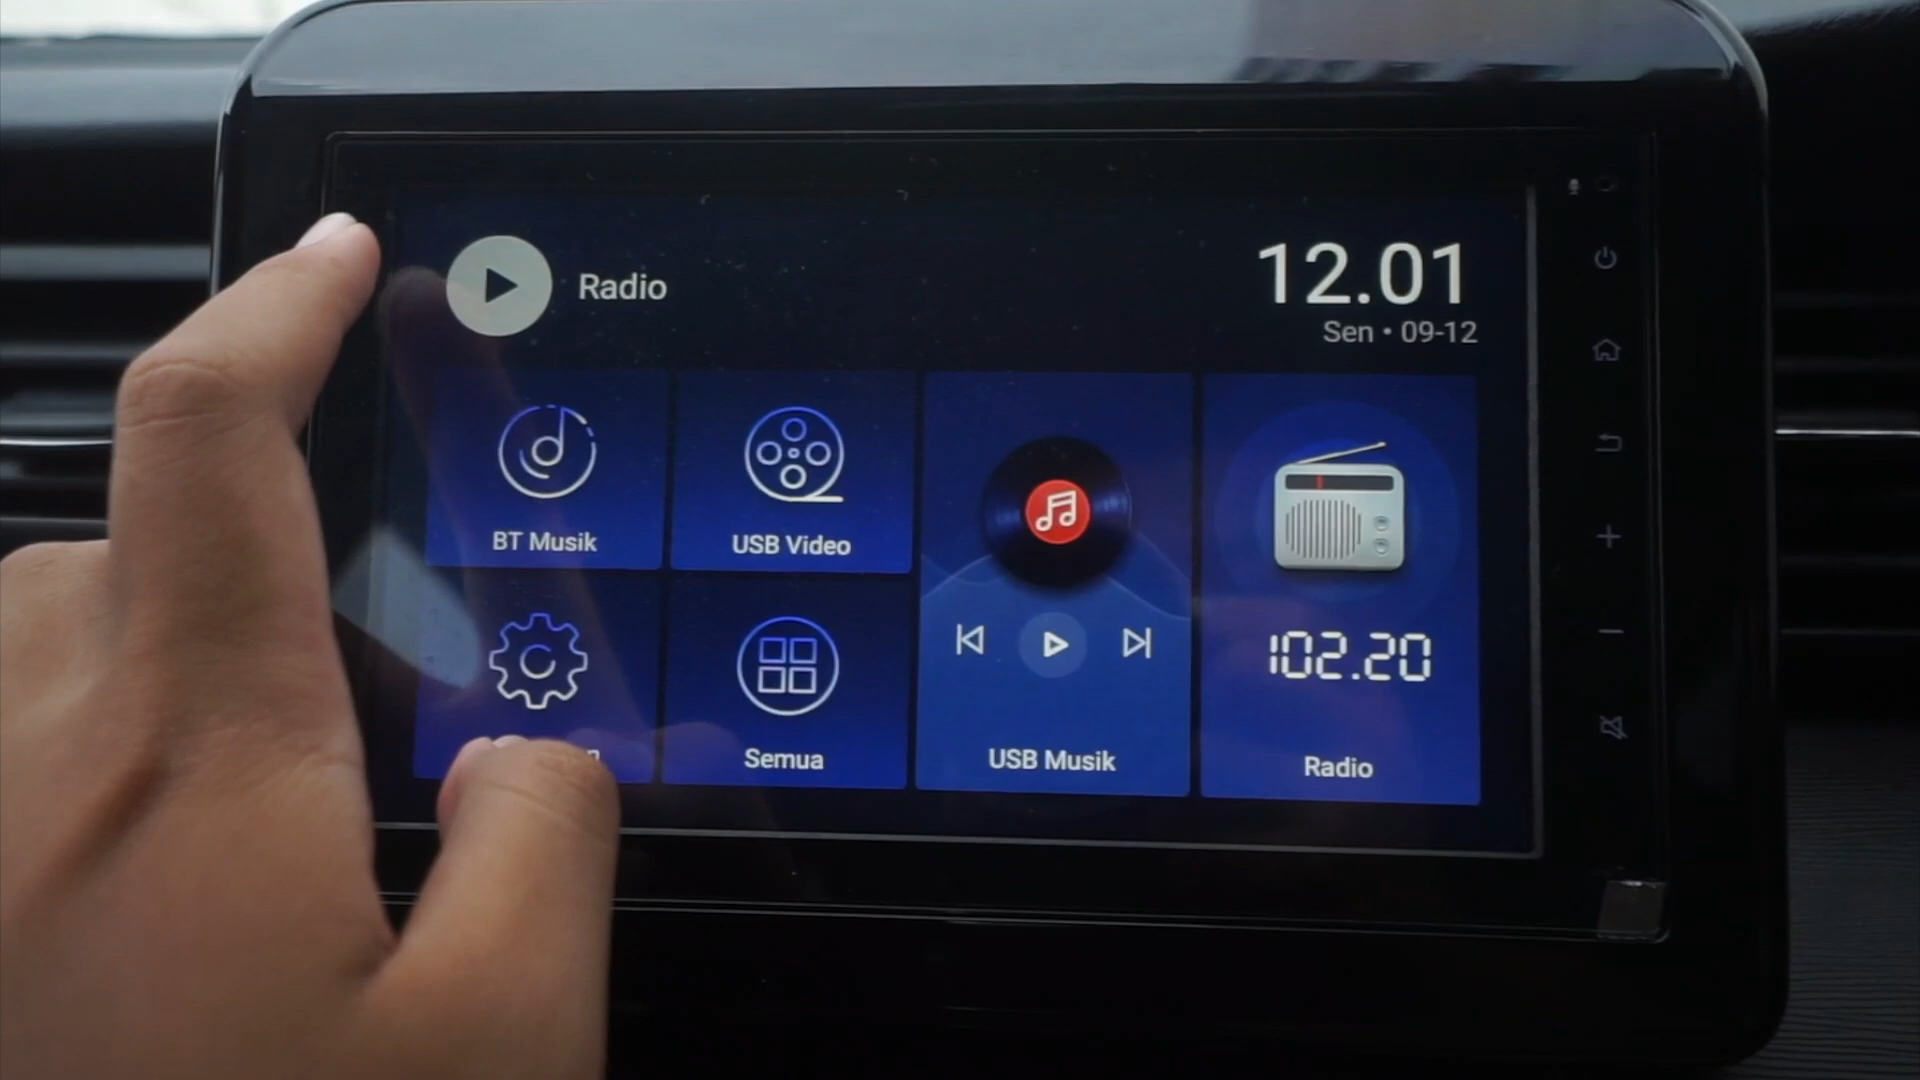 Radio
12.01
Sen • 09-12
BT Musik
USB Video
Semua
USB Musik
102.20
Radio